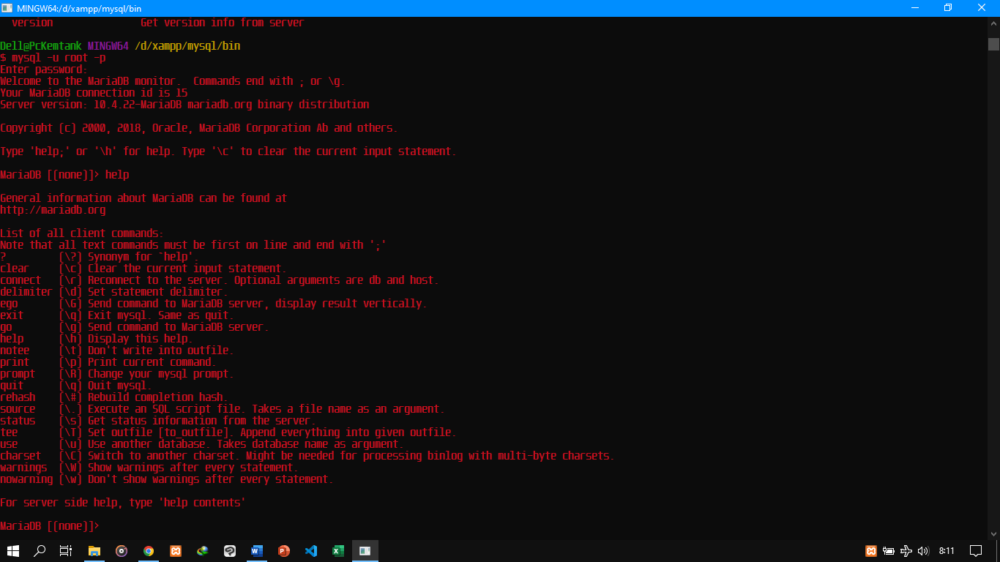 MINGW64:/d/xampp/mysql/bin
version Get version info from server
Dell@PcKemtank MINGW64 /d/xampp/mysql/bin
$ mysql -u root -p
Enter password:
Welcome to the MariaDB monitor.  Commands end with ; or \g.
Your MariaDB connection id is 15
Server version: 10.4.22-MariaDB mariadb.org binary distribution
Copyright (c) 2000, 2018, Oracle, MariaDB Corporation Ab and others.
Type 'help;' or '\h' for help. Type '\c' to clear the current input statement.
MariaDB [(none)]> help
General information about MariaDB can be found at
http://mariadb.org
List of all client commands:
Note that all text commands must be first on line and end with ';'
? (\?) Synonym for `help'.
clear (\c) Clear the current input statement.
connect (\r) Reconnect to the server. Optional arguments are db and host.
delimiter (\d) Set statement delimiter.
ego (\G) Send command to MariaDB server, display result vertically.
exit (\q) Exit mysql. Same as quit.
go (\g) Send command to MariaDB server.
help (\h) Display this help.
notee (\t) Don't write into outfile.
print (\p) Print current command.
prompt (\R) Change your mysql prompt.
quit (\q) Quit mysql.
rehash (\#) Rebuild completion hash.
source (\.) Execute an SQL script file. Takes a file name as an argument.
status (\s) Get status information from the server.
tee (\T) Set outfile [to_outfile]. Append everything into given outfile.
use (\u) Use another database. Takes database name as argument.
charset (\C) Switch to another charset. Might be needed for processing binlog with multi-byte charsets.
warnings (\W) Show warnings after every statement.
nowarning (\w) Don't show warnings after every statement.
For server side help, type 'help contents'
MariaDB [(none)]>
8:11